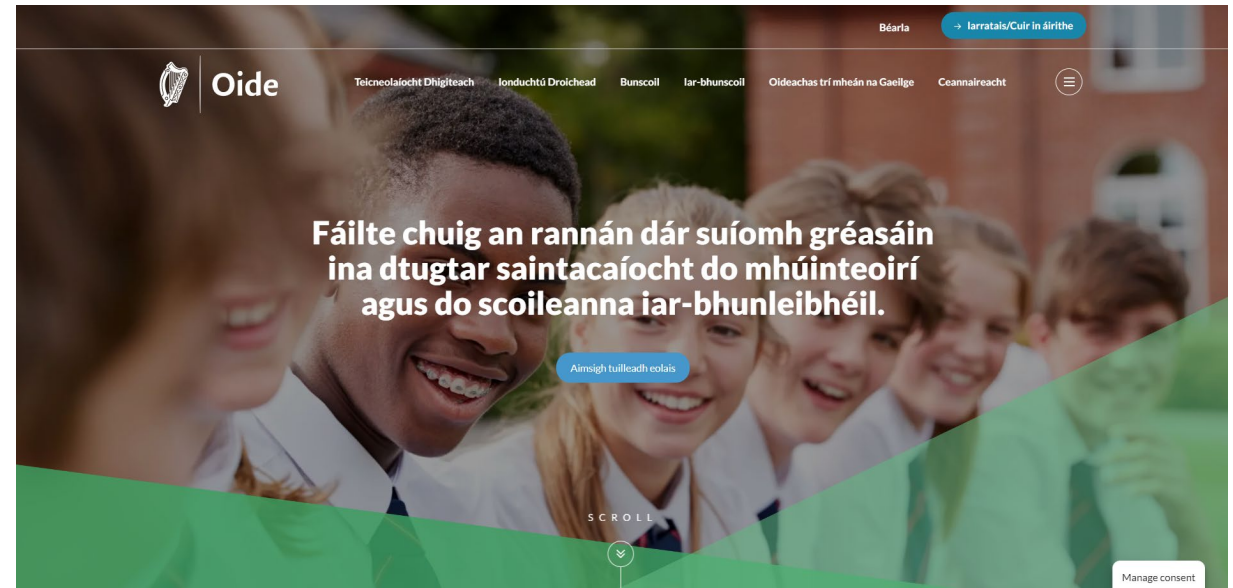 Béarla
→ Iarratais/Cuir in áirithe
Oide
Teicneolaíocht Dhigiteach Ionduchtú Droichead Bunscoil Iar-bhunscoil Oideachas trí mheán na Gaeilge Ceannaireacht
Fáilte chuig an rannán dár suíomh gréasáin
ina dtugtar saintacaíocht do mhúinteoirí
agus do scoileanna iar-bhunleibhéil.
Aimsigh tuilleadh eolais
SCROLL
Manage consent